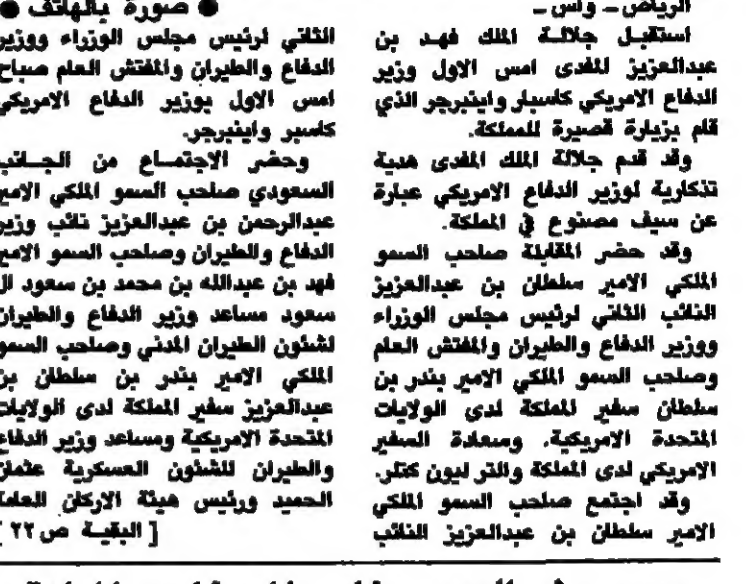 الرياض ـ واس ـ
استقبل جلالة الملك فهد بن
عبدالعزيز المفدى امس الاول وزير
الدفاع الامريكي كاسبار واينبرجر الذي
قام بزيارة قصيرة للمملكة.
وقد قدم جلالة الملك المفدى هدية
تذكارية لوزير الدفاع الامريكي عبارة
عن سيف مصنوع في المملكة.
وقد حضر المقابلة صاحب السمو
الملكي الامير سلطان بن عبدالعزيز
النائب الثاني لرئيس مجلس الوزراء
ووزير الدفاع والطيران والمفتش العام
وصاحب السمو الملكي الامير بندر بن
سلطان سفير المملكة لدى الولايات
المتحدة الامريكية. وسعادة السفير
الامريكي لدى المملكة والتر ليون كتلر.
وقد اجتمع صاحب السمو الملكي
الامير سلطان بن عبدالعزيز النائب
● صورة بالهاتف ●
الثاني لرئيس مجلس الوزراء ووزير
الدفاع والطيران والمفتش العام صباح
امس الاول بوزير الدفاع الامريكي
كاسبر واينبرجر.
وحضر الاجتماع من الجانب
السعودي صاحب السمو الملكي الامير
عبدالرحمن بن عبدالعزيز نائب وزير
الدفاع والطيران وصاحب السمو الامير
فهد بن عبدالله بن محمد بن سعود ال
سعود مساعد وزير الدفاع والطيران
لشئون الطيران المدني وصاحب السمو
الملكي الامير بندر بن سلطان بن
عبدالعزيز سفير المملكة لدى الولايات
المتحدة الامريكية ومساعد وزير الدفاع
والطيران للشئون العسكرية عثمان
الحميد ورئيس هيئة الاركان العامة
[ البقية ص ٢٢ ]